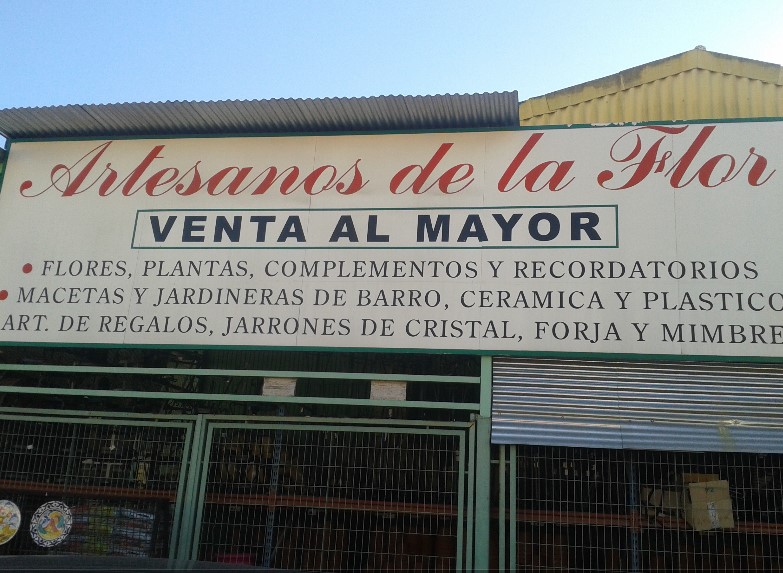 Artesanos de la Flor
VENTA AL MAYOR
• FLORES, PLANTAS, COMPLEMENTOS Y RECORDATORIOS
• MACETAS Y JARDINERAS DE BARRO, CERAMICA Y PLASTICO
ART. DE REGALOS, JARRONES DE CRISTAL, FORJA Y MIMBRE